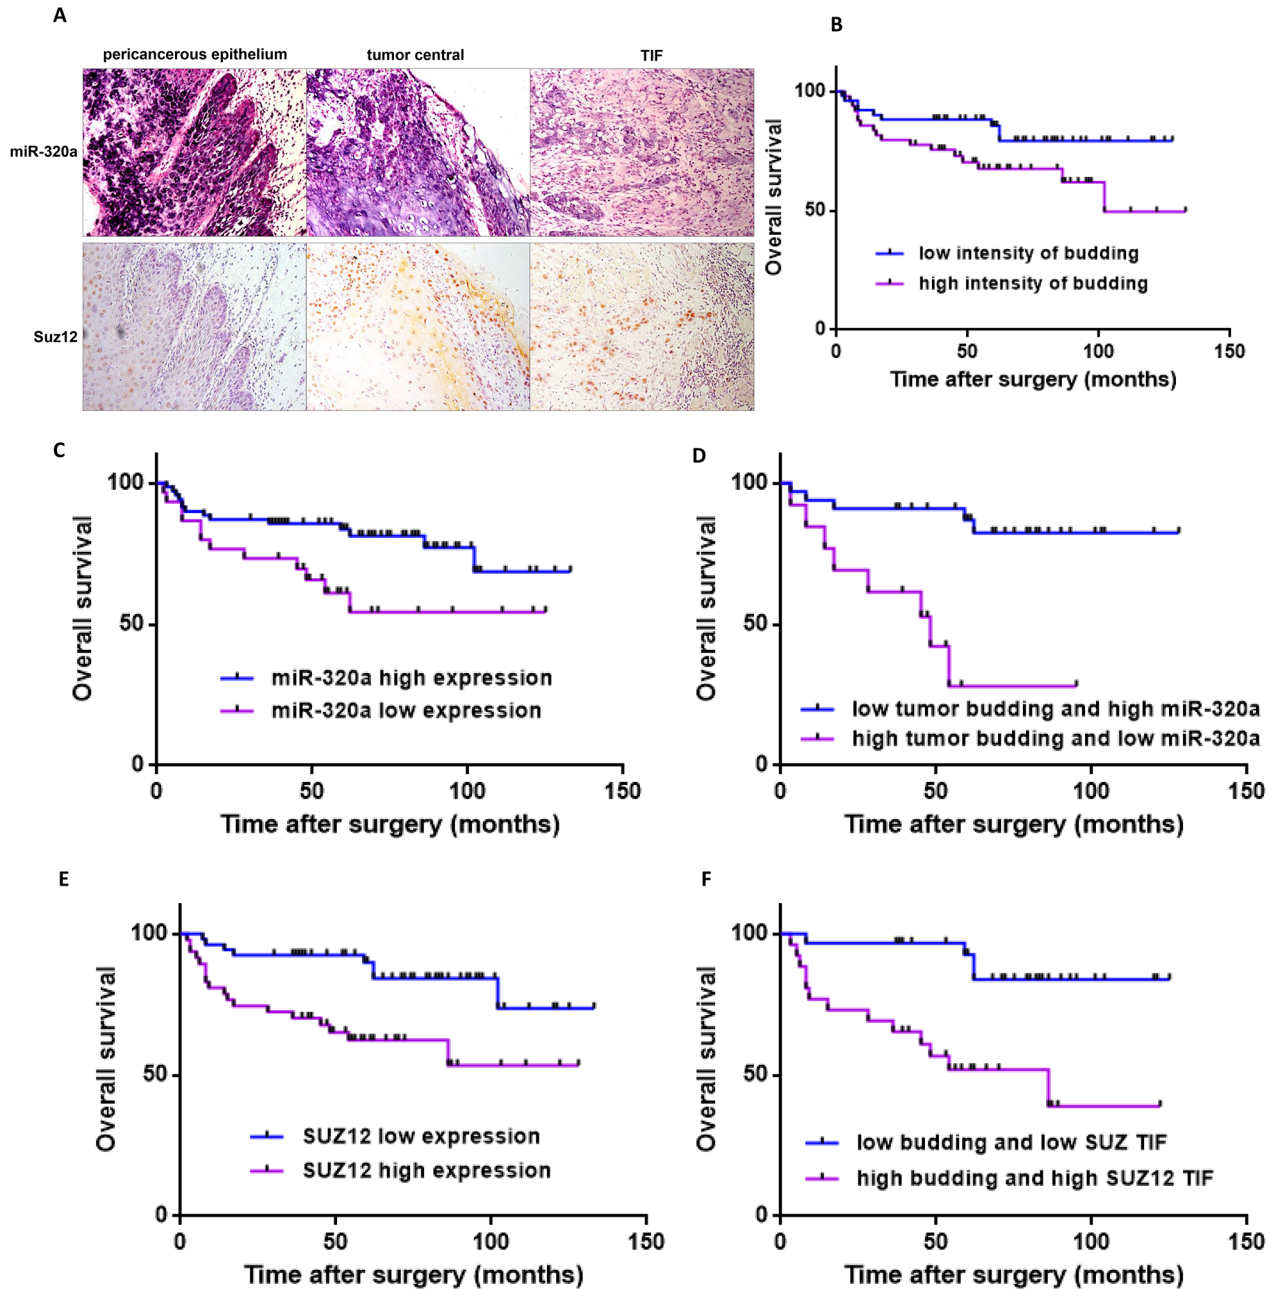 A
pericancerous epithelium
tumor central
TIF
miR-320a
Suz12
B
Overall survival
100
50
0
low intensity of budding
high intensity of budding
0 50 100 150
Time after surgery (months)
C
Overall survival
100
50
0
miR-320a high expression
miR-320a low expression
0 50 100 150
Time after surgery (months)
D
Overall survival
100
50
0
low tumor budding and high miR-320a
high tumor budding and low miR-320a
0 50 100 150
Time after surgery (months)
E
Overall survival
100
50
0
SUZ12 low expression
SUZ12 high expression
0 50 100 150
Time after surgery (months)
F
Overall survival
100
50
0
low budding and low SUZ TIF
high budding and high SUZ12 TIF
0 50 100 150
Time after surgery (months)